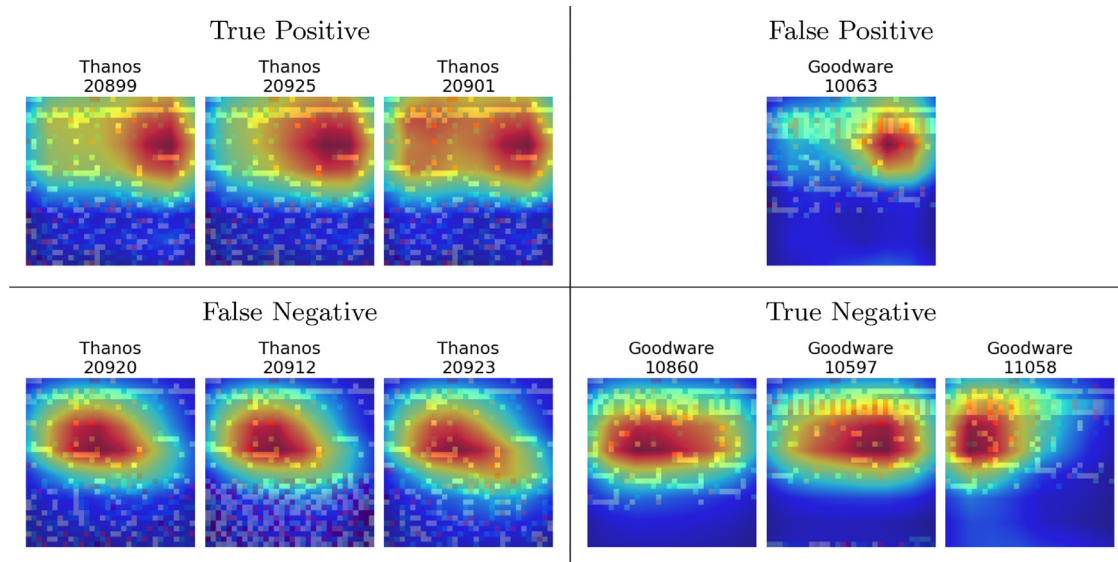 True Positive
Thanos
20899
Thanos
20925
Thanos
20901
False Positive
Goodware
10063
False Negative
Thanos
20920
Thanos
20912
Thanos
20923
True Negative
Goodware
10860
Goodware
10597
Goodware
11058